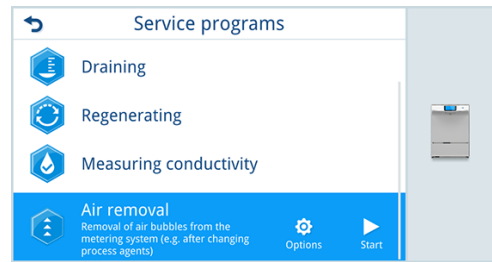 Service programs
Draining
Regenerating
Measuring conductivity
Air removal
Removal of air bubbles from the
metering system (e.g. after changing
process agents)
Options
Start